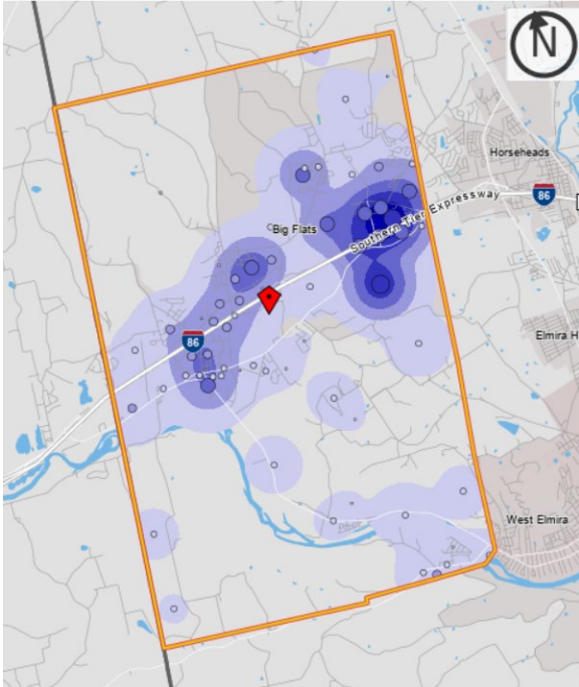 N
Horseheads
86
Southern Tier Expressway
Big Flats
86
Elmira H
West Elmira